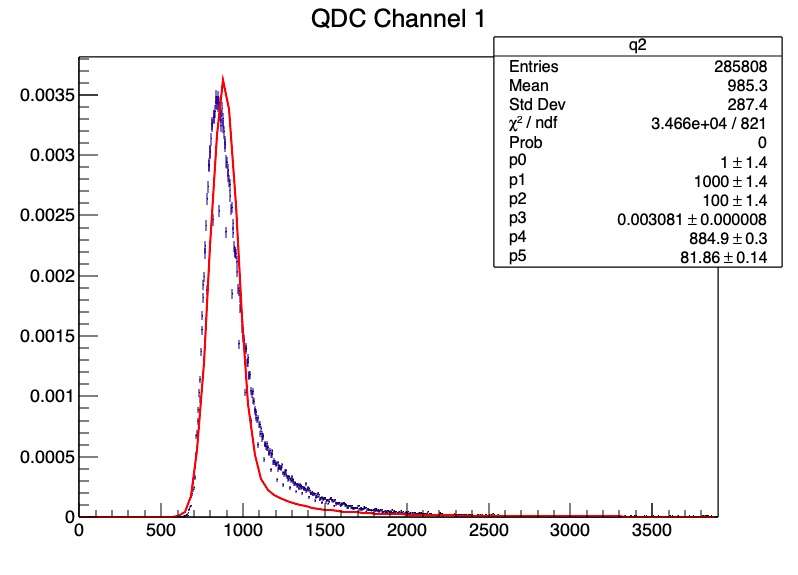 QDC Channel 1
q2
Entries 285808
Mean 985.3
Std Dev 287.4
χ² / ndf 3.466e+04 / 821
Prob 0
p0 1 ± 1.4
p1 1000 ± 1.4
p2 100 ± 1.4
p3 0.003081 ± 0.000008
p4 884.9 ± 0.3
p5 81.86 ± 0.14
0.0035
0.003
0.0025
0.002
0.0015
0.001
0.0005
0
0 500 1000 1500 2000 2500 3000 3500